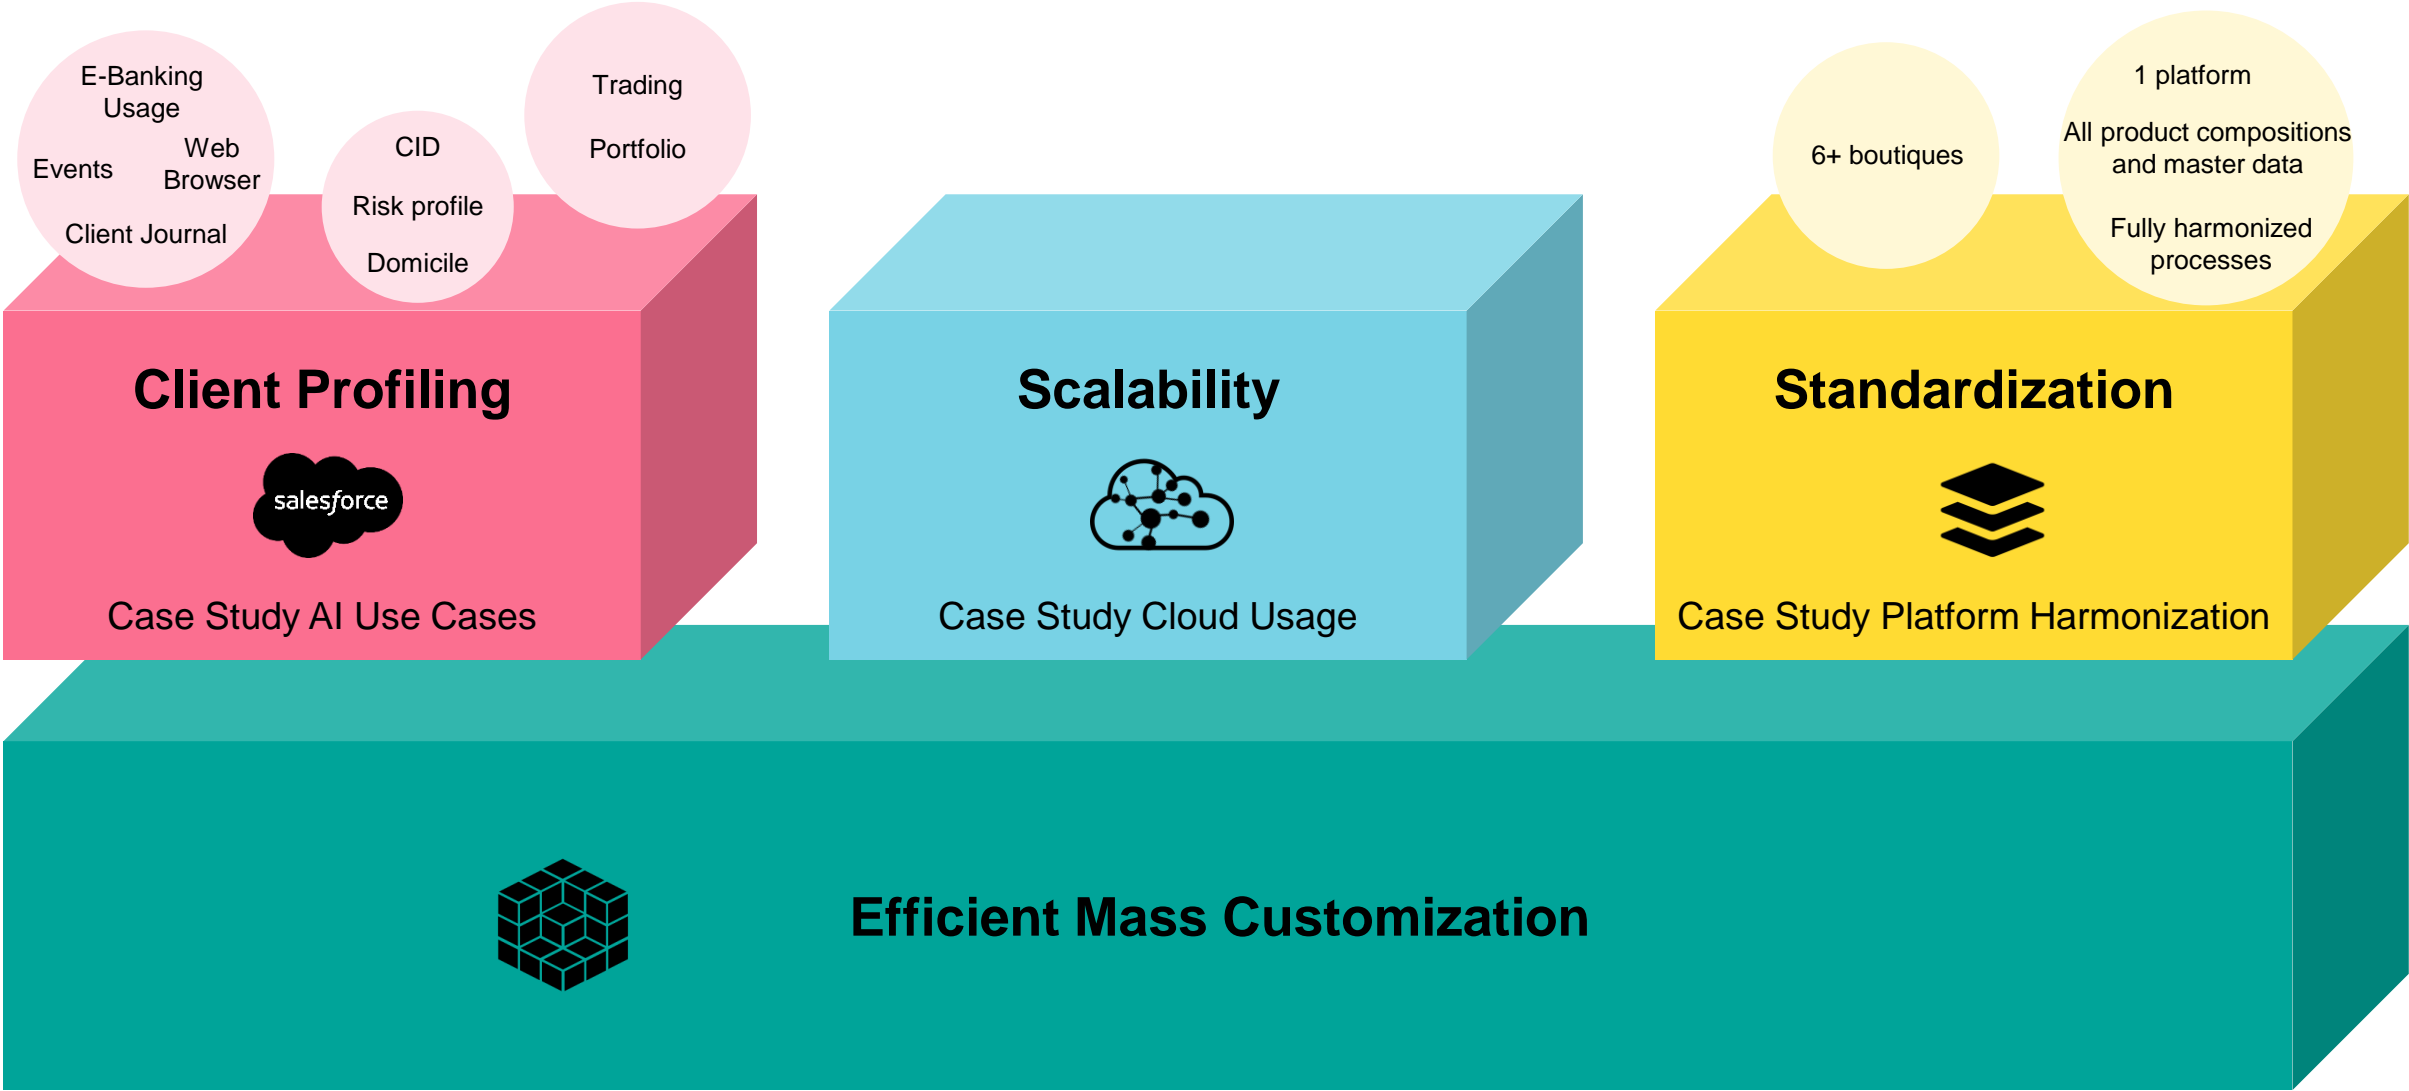 E-Banking
Usage
Events
Web
Browser
Client Journal
CID
Risk profile
Domicile
Trading
Portfolio
6+ boutiques
1 platform
All product compositions
and master data
Fully harmonized
processes
Client Profiling
salesforce
Case Study AI Use Cases
Scalability
Case Study Cloud Usage
Standardization
Case Study Platform Harmonization
Efficient Mass Customization